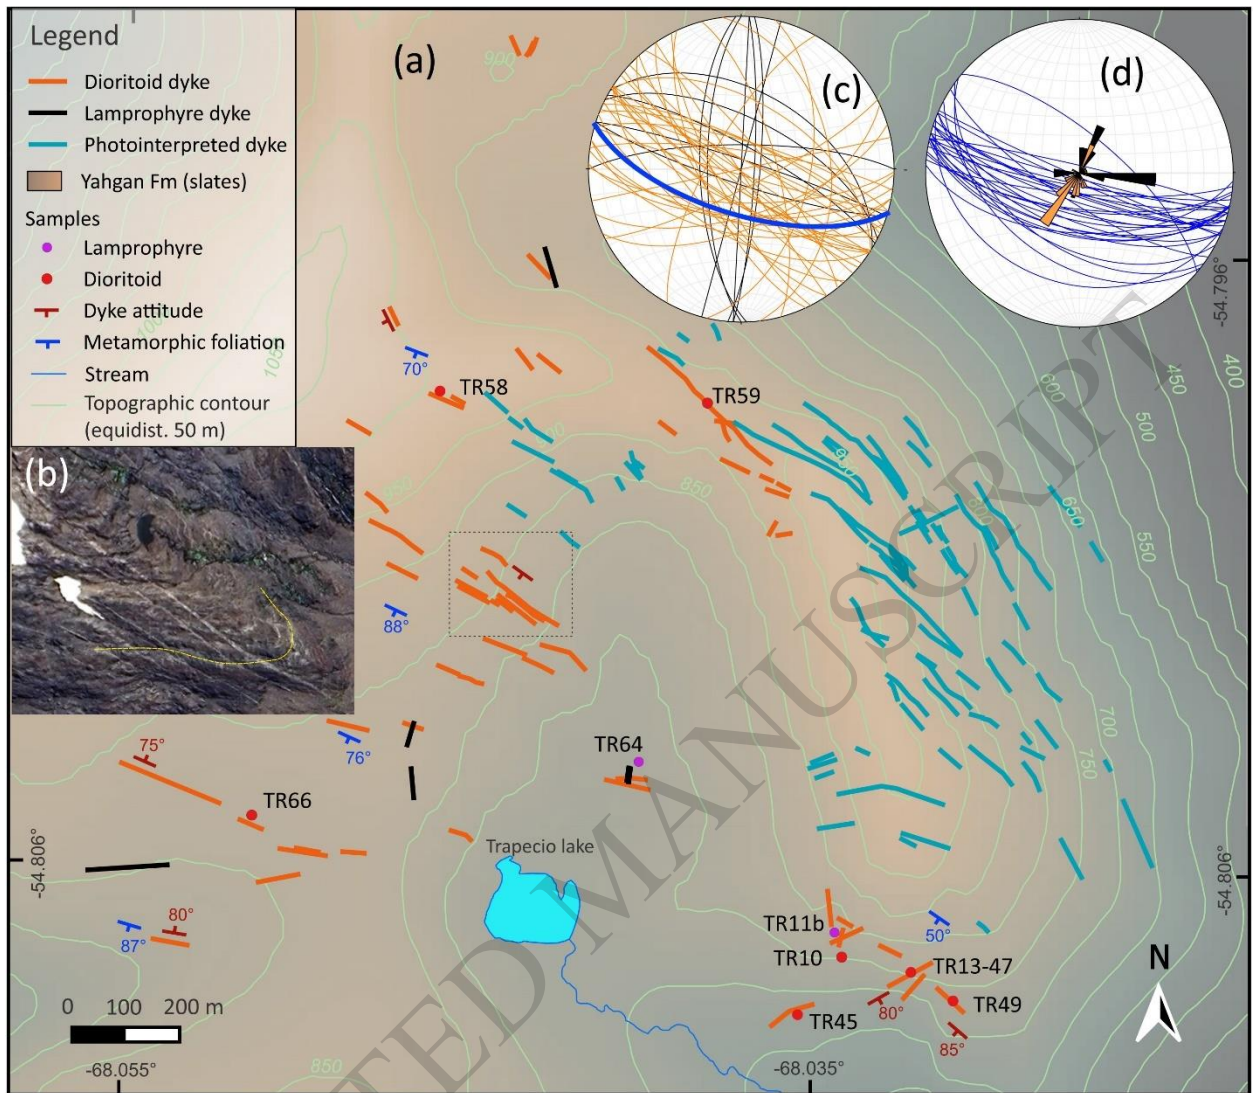 Legend
Dioritoid dyke
Lamprophyre dyke
Photointerpreted dyke
Yahgan Fm (slates)
Samples
Lamprophyre
Dioritoid
Dyke attitude
Metamorphic foliation
Stream
Topographic contour
(equidist. 50 m)
(a)
(b)
(c)
(d)
900
-54.796
400
450
500
600
70°
TR58
TR59
850
850
650
550
88°
700
750
75°
76°
TR64
TR66
Trapecio lake
-54.806
-54.806
87°
80°
TR11b
50°
TR10
TR13-47
TR49
TR45
80°
85°
N
0 100 200 m
-68.055°
850
-68.035°
TED MANUSCRIPT